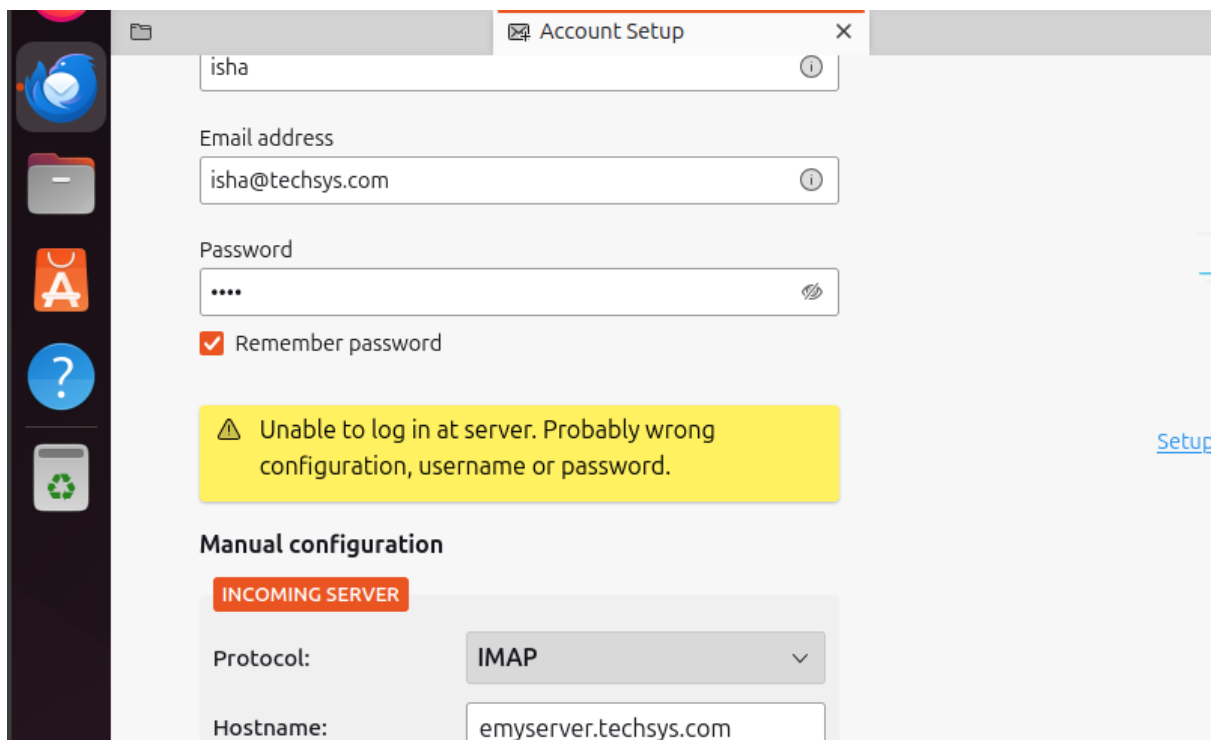 Account Setup
isha
Email address
isha@techsys.com
Password
••••
Remember password
Unable to log in at server. Probably wrong
configuration, username or password.
Setup
Manual configuration
INCOMING SERVER
Protocol:
IMAP
Hostname:
emyserver.techsys.com